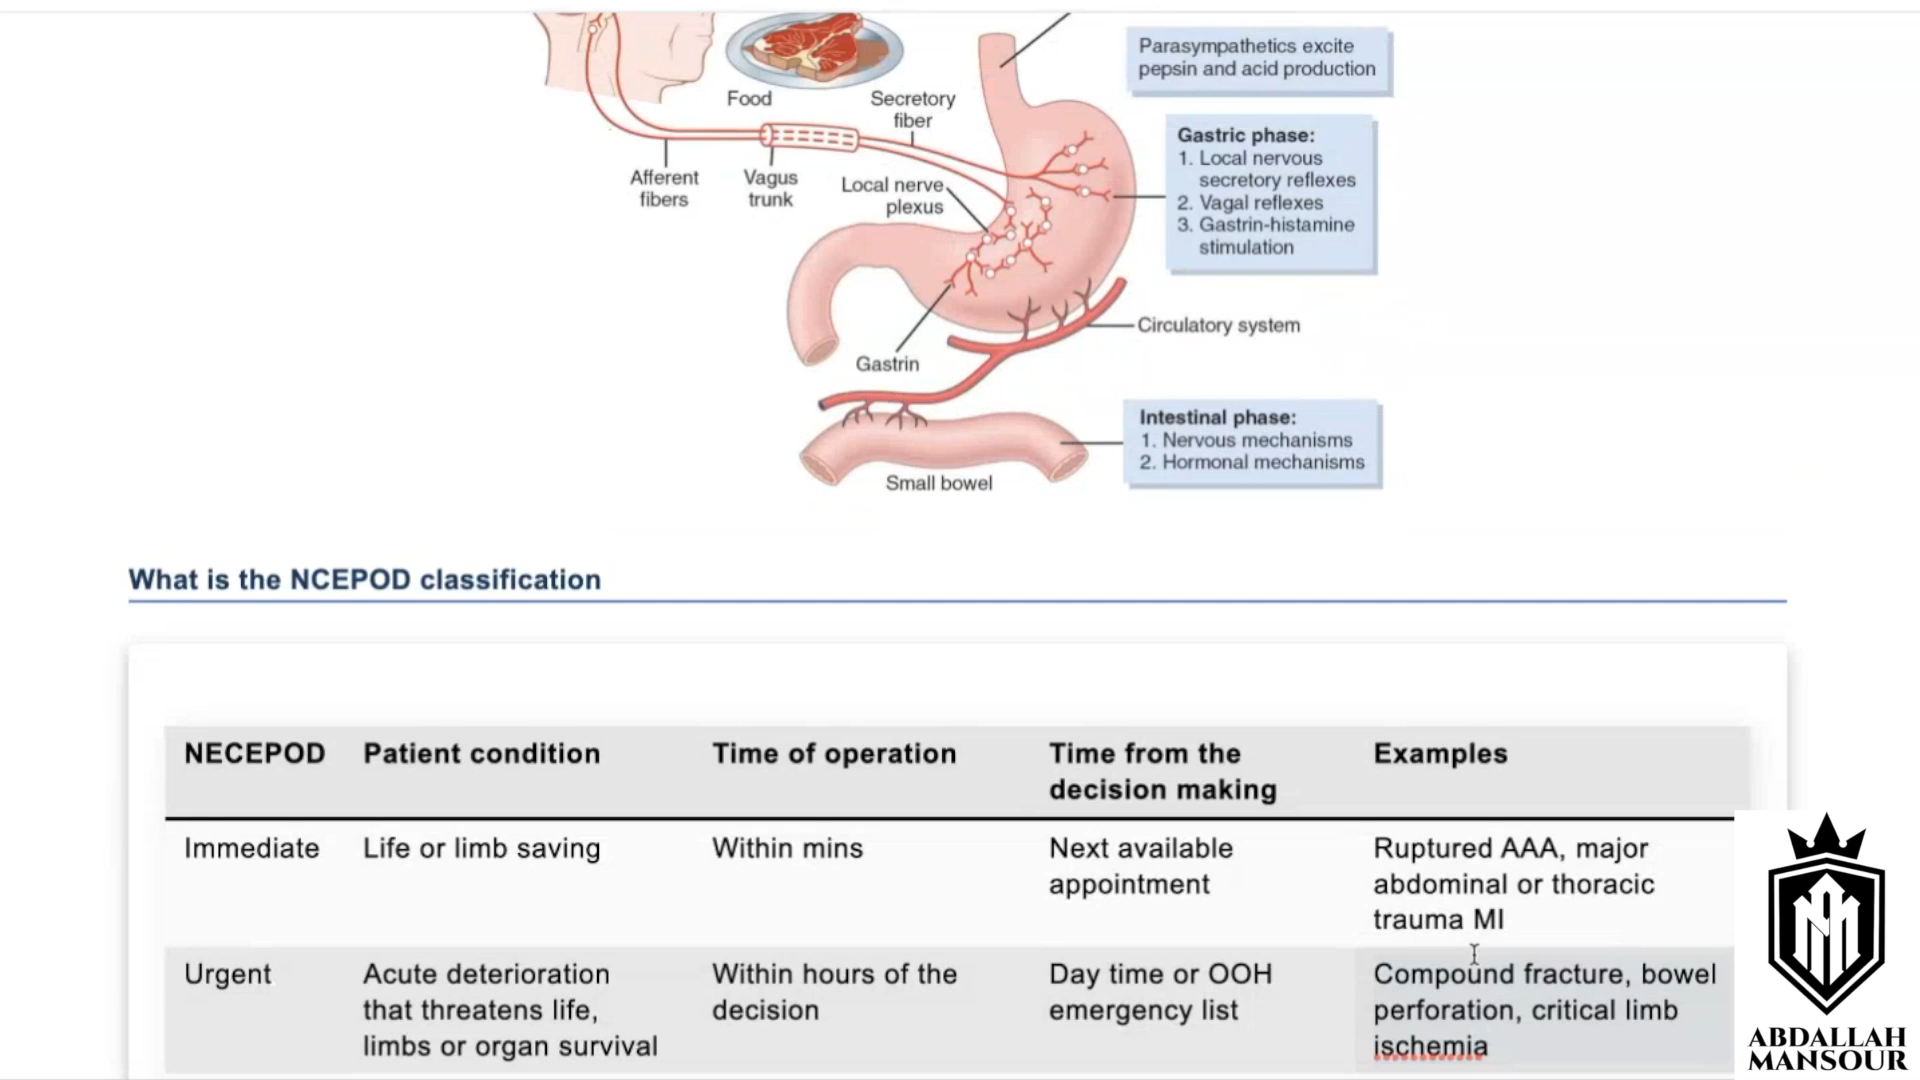 Parasympathetics excite
pepsin and acid production
Food
Secretory
fiber
Gastric phase:
1. Local nervous
secretory reflexes
2. Vagal reflexes
3. Gastrin-histamine
stimulation
Afferent
fibers
Vagus
trunk
Local nerve
plexus
Circulatory system
Gastrin
Intestinal phase:
1. Nervous mechanisms
2. Hormonal mechanisms
Small bowel
What is the NCEPOD classification
NECEPOD
Patient condition
Time of operation
Time from the
decision making
Examples
Immediate
Life or limb saving
Within mins
Next available
appointment
Ruptured AAA, major
abdominal or thoracic
trauma MI
Urgent
Acute deterioration
that threatens life,
limbs or organ survival
Within hours of the
decision
Day time or OOH
emergency list
Compound fracture, bowel
perforation, critical limb
ischemia
ABDALLAH
MANSOUR